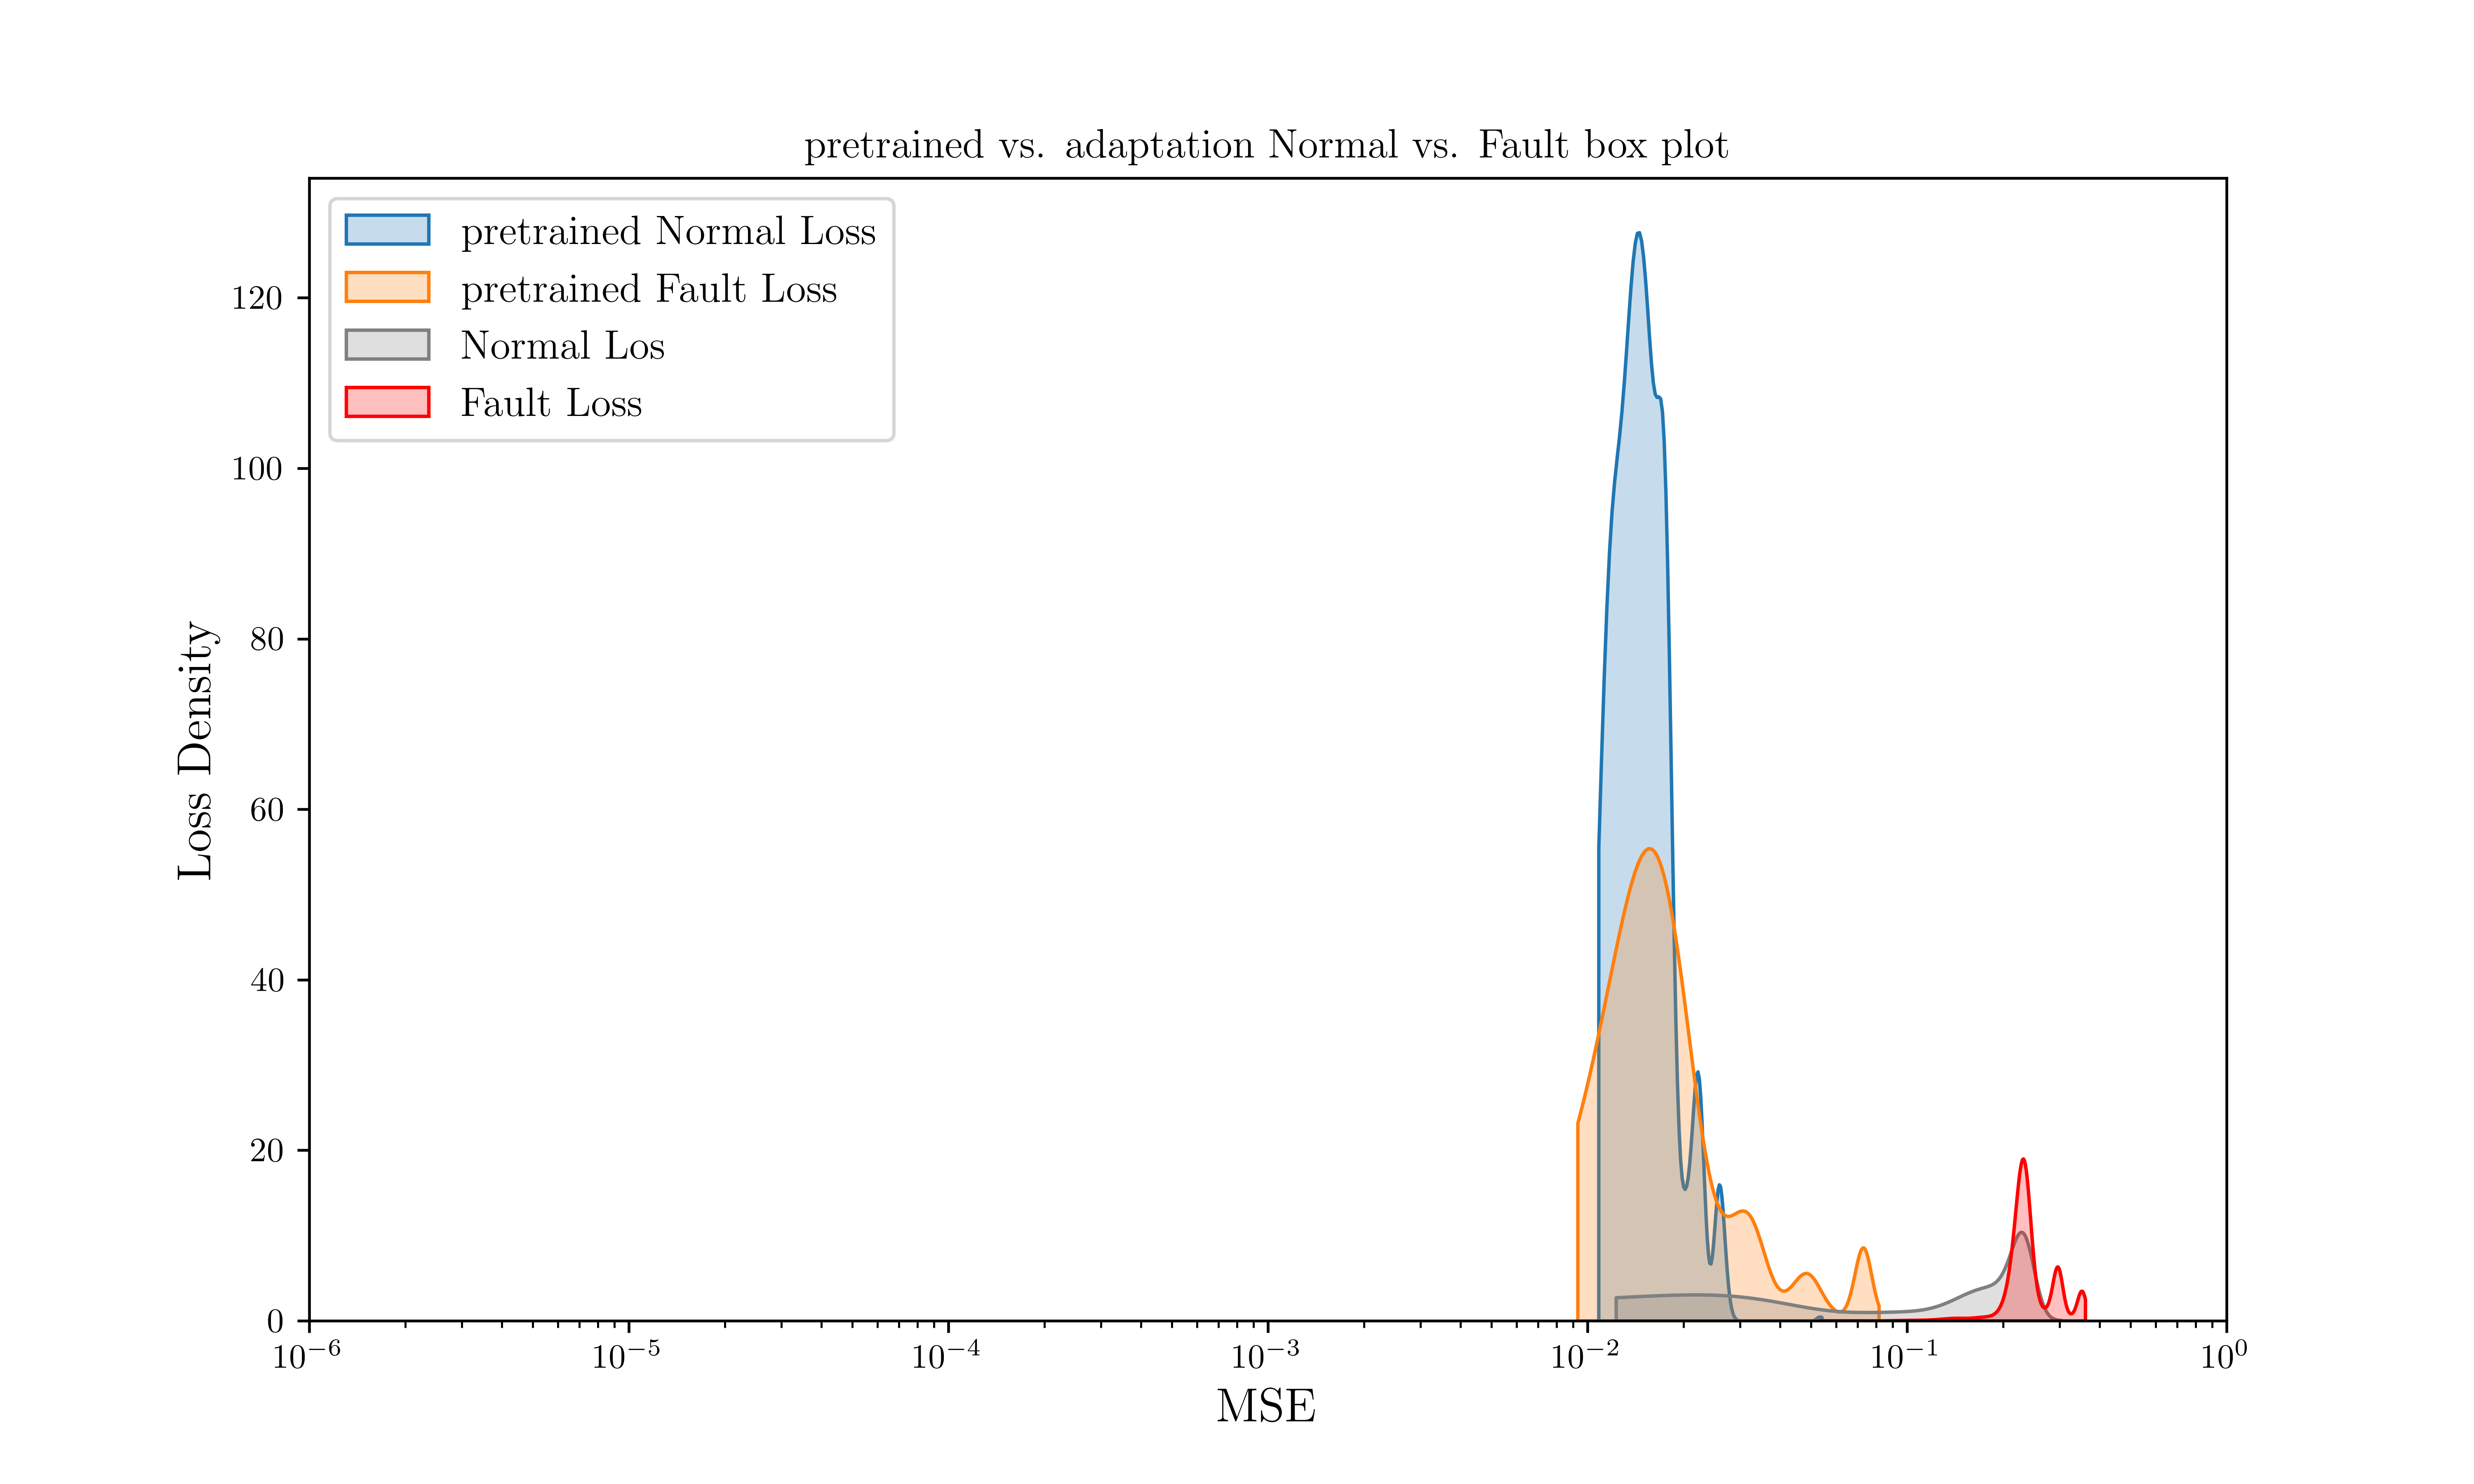 pretrained vs. adaptation Normal vs. Fault box plot
pretrained Normal Loss
pretrained Fault Loss
Normal Los
Fault Loss
Loss Density
120
100
80
60
40
20
0
10⁻⁶ 10⁻⁵ 10⁻⁴ 10⁻³ 10⁻² 10⁻¹ 10⁰
MSE